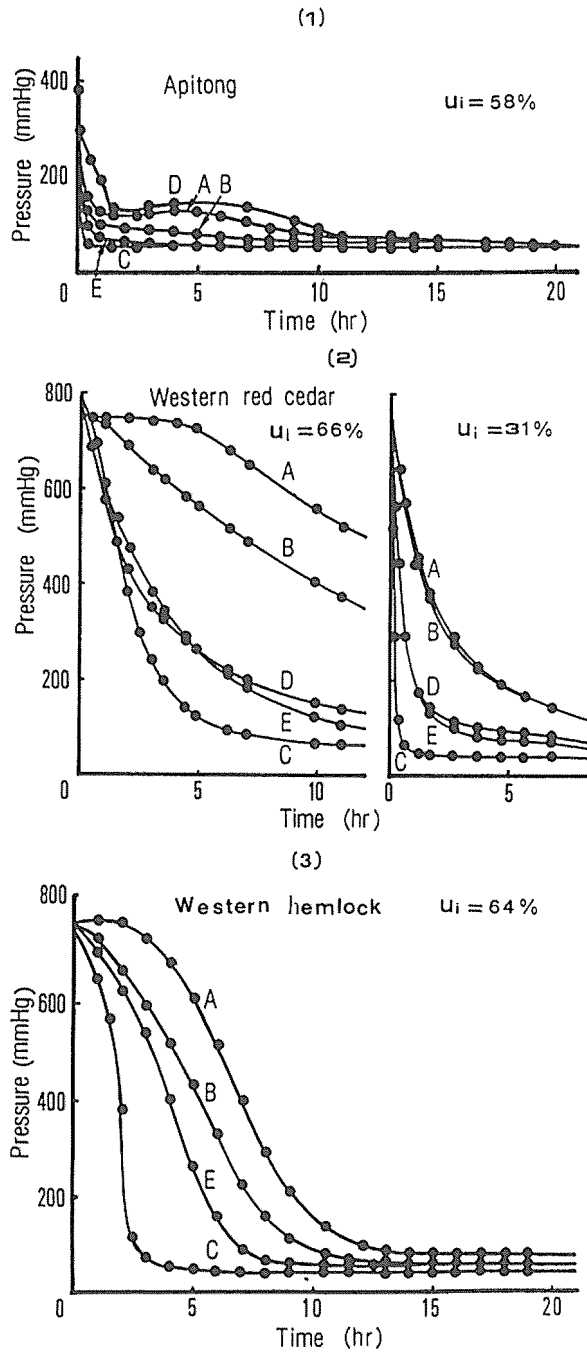 (1)
Apitong
ui = 58%
Pressure (mmHg)
400
200
0
D A B
E C
5 10 15 20
Time (hr)
(2)
Western red cedar
ui = 66%
ui = 31%
Pressure (mmHg)
800
600
400
200
0
A
B
D
E
C
A
B
D
E
C
5 10 5
Time (hr)
(3)
Western hemlock ui = 64%
Pressure (mmHg)
800
600
400
200
0
A
B
E
C
5 10 15 20
Time (hr)